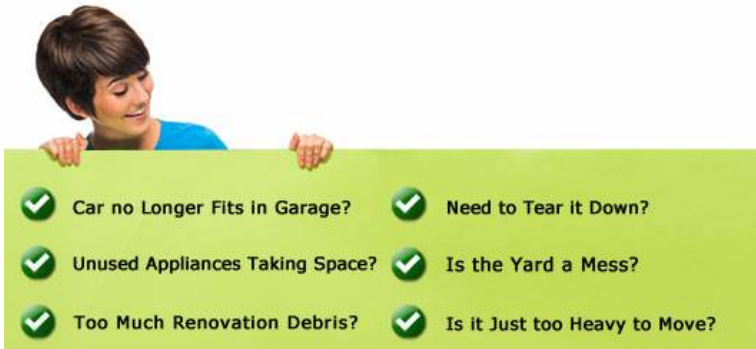 Car no Longer Fits in Garage?
Unused Appliances Taking Space?
Too Much Renovation Debris?
Need to Tear it Down?
Is the Yard a Mess?
Is it Just too Heavy to Move?